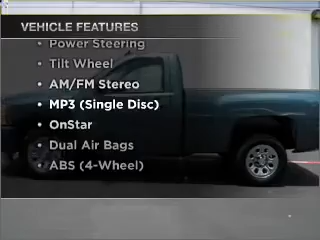 VEHICLE FEATURES
• Power Steering
• Tilt Wheel
• AM/FM Stereo
• MP3 (Single Disc)
• OnStar
• Dual Air Bags
• ABS (4-Wheel)